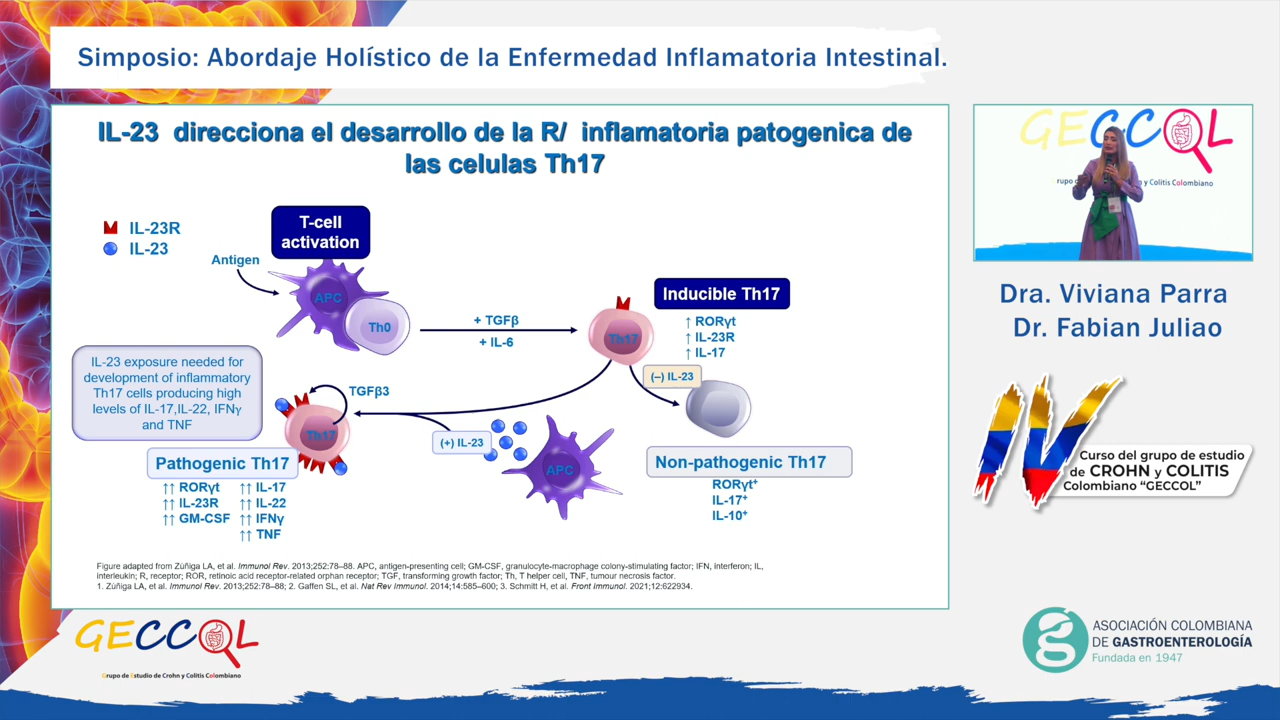 Simposio: Abordaje Holístico de la Enfermedad Inflamatoria Intestinal.
IL-23 direcciona el desarrollo de la R/ inflamatoria patogenica de
las celulas Th17
IL-23R
IL-23
T-cell
activation
Antigen
APC
Th0
+ TGFβ
+ IL-6
Th17
Inducible Th17
↑ RORγt
↑ IL-23R
↑ IL-17
(–) IL-23
IL-23 exposure needed for
development of inflammatory
Th17 cells producing high
levels of IL-17,IL-22, IFNγ
and TNF
TGFβ3
Th17
(+) IL-23
APC
Pathogenic Th17
↑↑ RORγt ↑↑ IL-17
↑↑ IL-23R ↑↑ IL-22
↑↑ GM-CSF ↑↑ IFNγ
↑↑ TNF
Non-pathogenic Th17
RORγt⁺
IL-17⁺
IL-10⁺
Figure adapted from Zúñiga LA, et al. Immunol Rev. 2013;252:78–88. APC, antigen-presenting cell; GM-CSF, granulocyte-macrophage colony-stimulating factor; IFN, interferon; IL,
interleukin; R, receptor; ROR, retinoic acid receptor-related orphan receptor; TGF, transforming growth factor; Th, T helper cell, TNF, tumour necrosis factor.
1. Zúñiga LA, et al. Immunol Rev. 2013;252:78–88; 2. Gaffen SL, et al. Nat Rev Immunol. 2014;14:585–600; 3. Schmitt H, et al. Front Immunol. 2021;12:622934.
GECCOL
rupo de n y Colitis Colombiano
Dra. Viviana Parra
Dr. Fabian Juliao
IV
Curso del grupo de estudio
de CROHN y COLITIS
Colombiano “GECCOL”
GECCOL
Grupo de Estudio de Crohn y Colitis Colombiano
ASOCIACIÓN COLOMBIANA
DE GASTROENTEROLOGÍA
Fundada en 1947